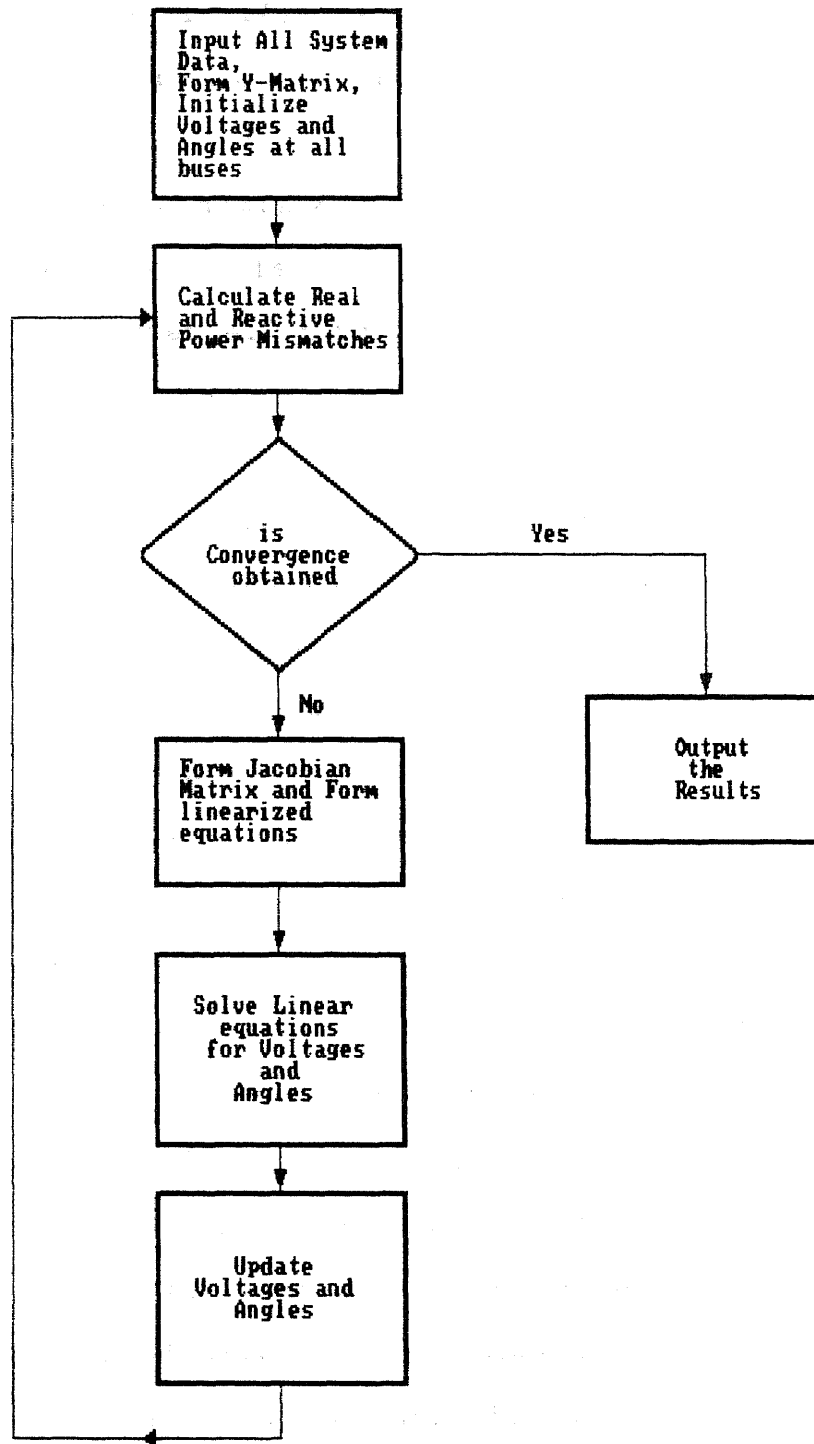 Input All System
Data,
Form Y-Matrix,
Initialize
Voltages and
Angles at all
buses
Calculate Real
and Reactive
Power Mismatches
is
Convergence
obtained
Yes
No
Output
the
Results
Form Jacobian
Matrix and Form
linearized
equations
Solve Linear
equations
for Voltages
and
Angles
Update
Voltages and
Angles